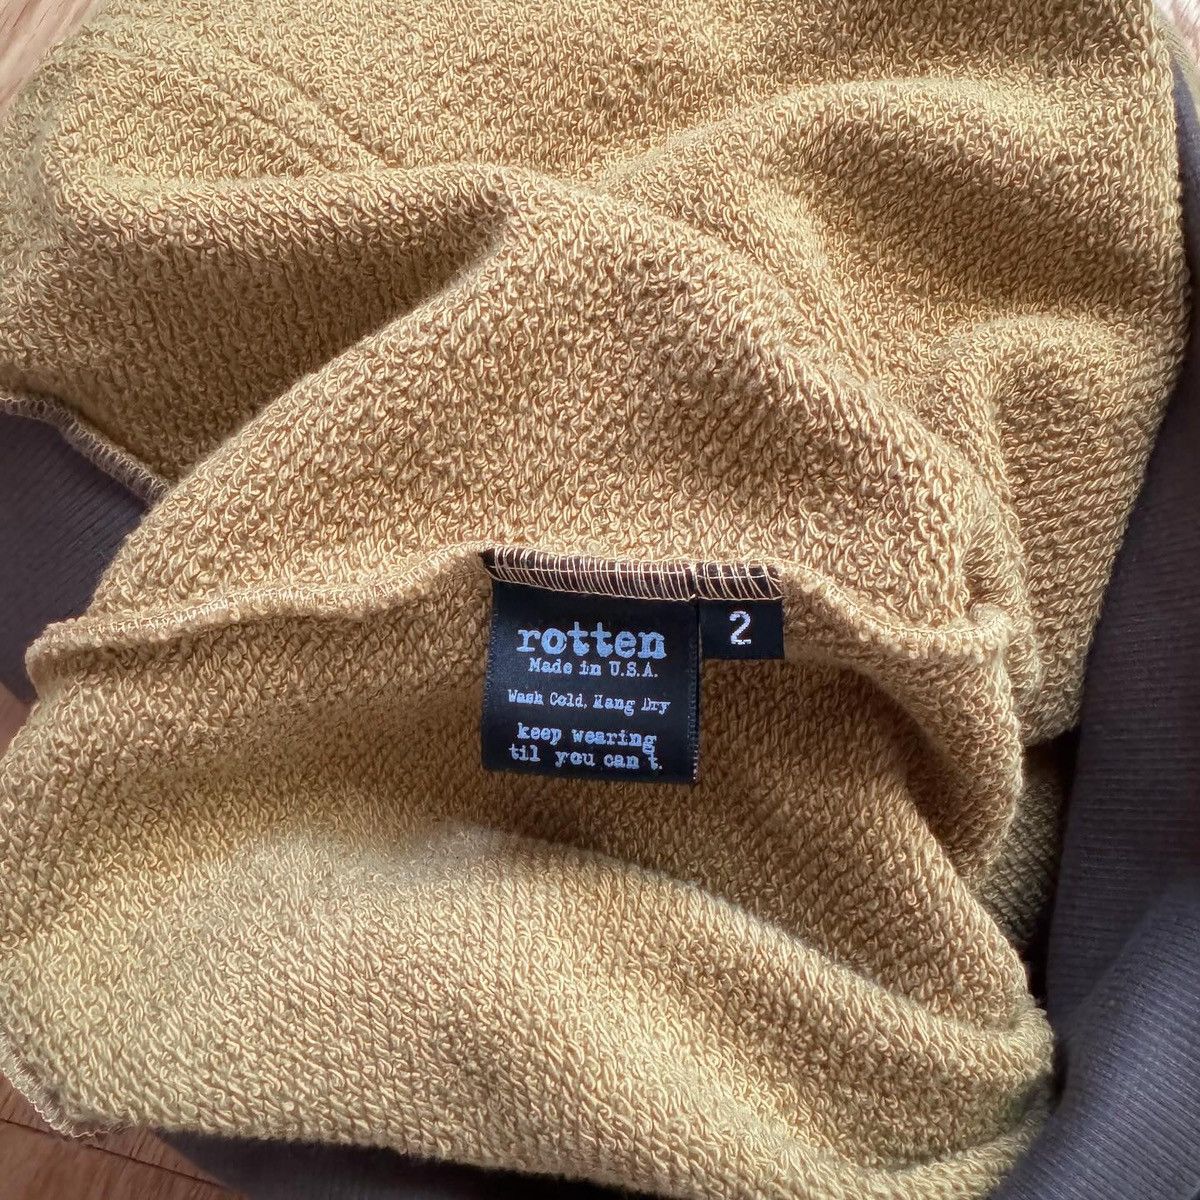 rotten
Made in U.S.A.
Wash Cold, Hang Dry
keep wearing
til you can't.
2